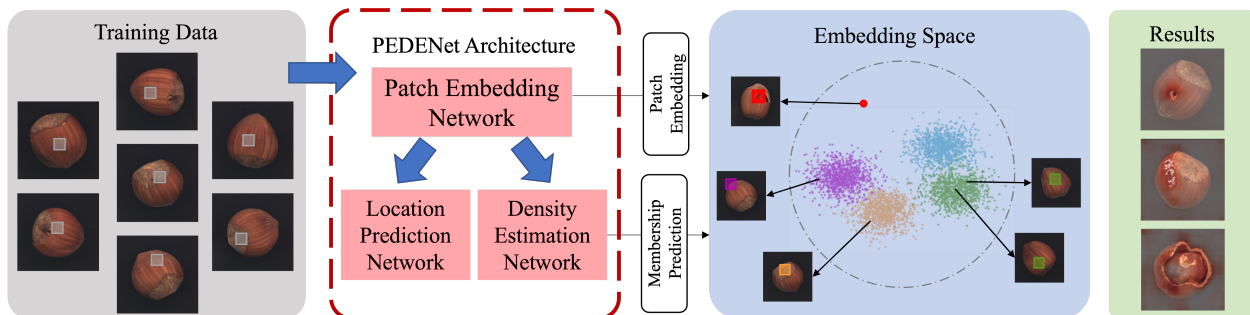 Training Data
PEDENet Architecture
Patch Embedding
Network
Location
Prediction
Network
Density
Estimation
Network
Patch
Embedding
Membership
Prediction
Embedding Space
Results